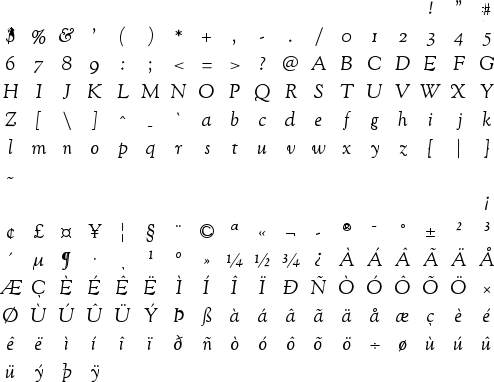 ! " #
$ % & ' ( ) * + , - . / 0 1 2 3 4 5
6 7 8 9 : ; < = > ? @ A B C D E F G
H I J K L M N O P Q R S T U V W X Y
Z [ \ ] ^ _ ` a b c d e f g h i j k
l m n o p q r s t u v w x y z { | }
~
¡
¢ £ ¤ ¥ ¦ § ¨ © ª « ¬ - ® ¯ ° ± ² ³
´ µ ¶ · ¸ ¹ º » ¼ ½ ¾ ¿ À Á Â Ã Ä Å
Æ Ç È É Ê Ë Ì Í Î Ï Ð Ñ Ò Ó Ô Õ Ö ×
Ø Ù Ú Û Ü Ý Þ ß à á â ã ä å æ ç è é
ê ë ì í î ï ð ñ ò ó ô õ ö ÷ ø ù ú û
ü ý þ ÿ